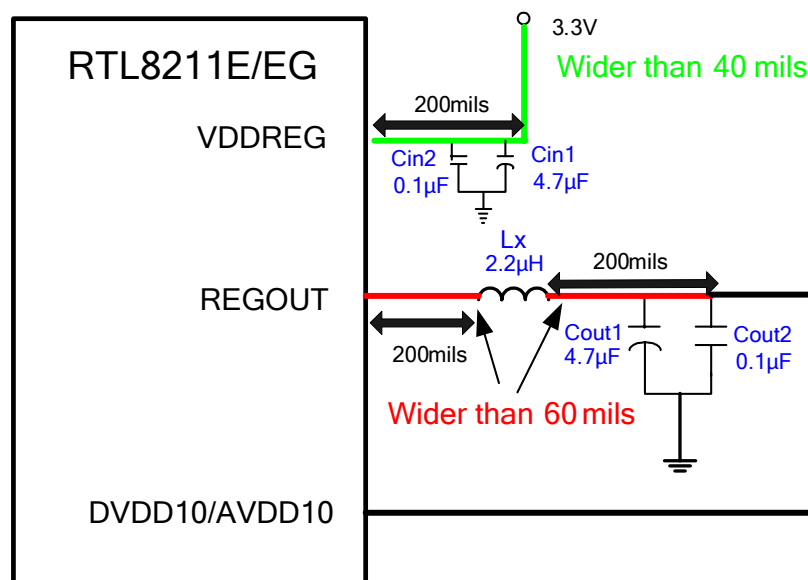 3.3V
RTL8211E/EG
Wider than 40 mils
200mils
VDDREG
Cin2
0.1µF
Cin1
4.7µF
Lx
2.2µH
200mils
REGOUT
200mils
Cout1
4.7µF
Cout2
0.1µF
Wider than 60 mils
DVDD10/AVDD10